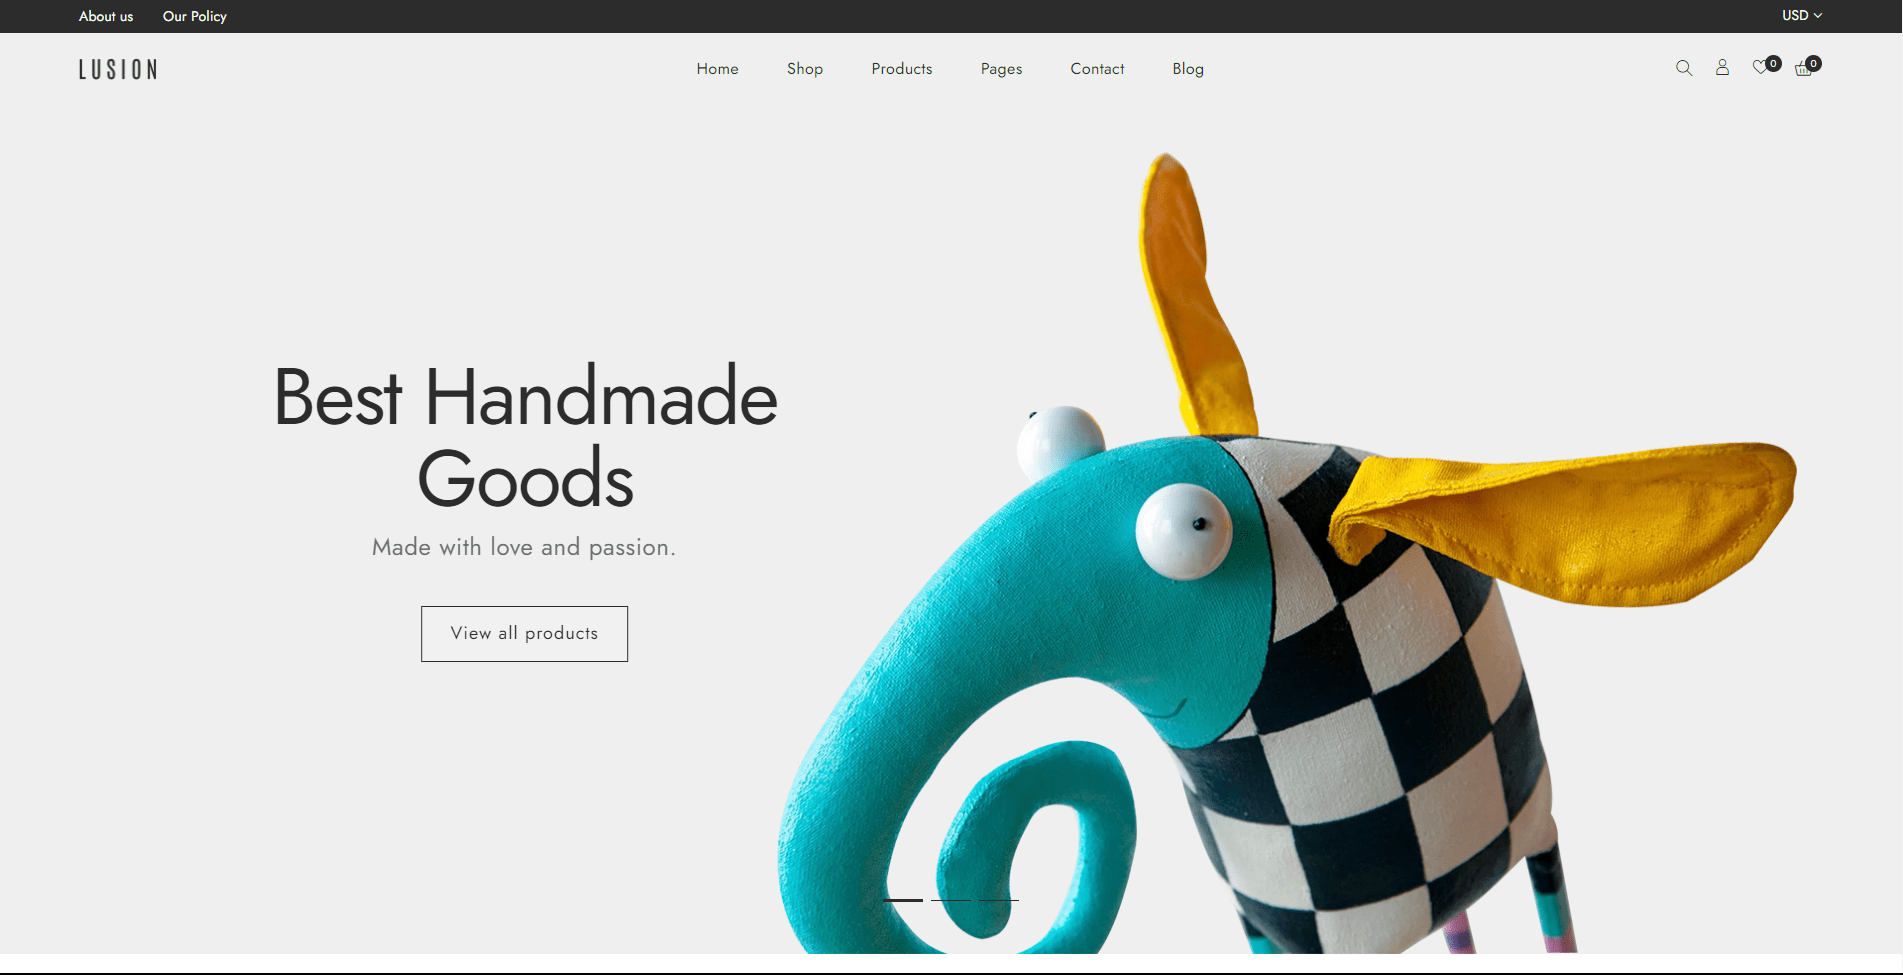 About us Our Policy USD
LUSION Home Shop Products Pages Contact Blog 0 0
Best Handmade
Goods
Made with love and passion.
View all products